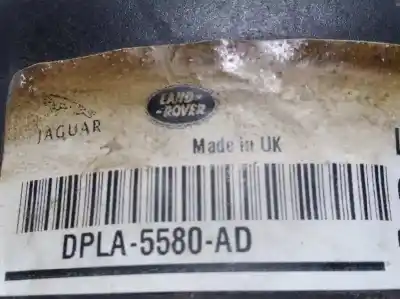 JAGUAR
LAND-
-ROVER
Made in UK
DPLA-5580-AD